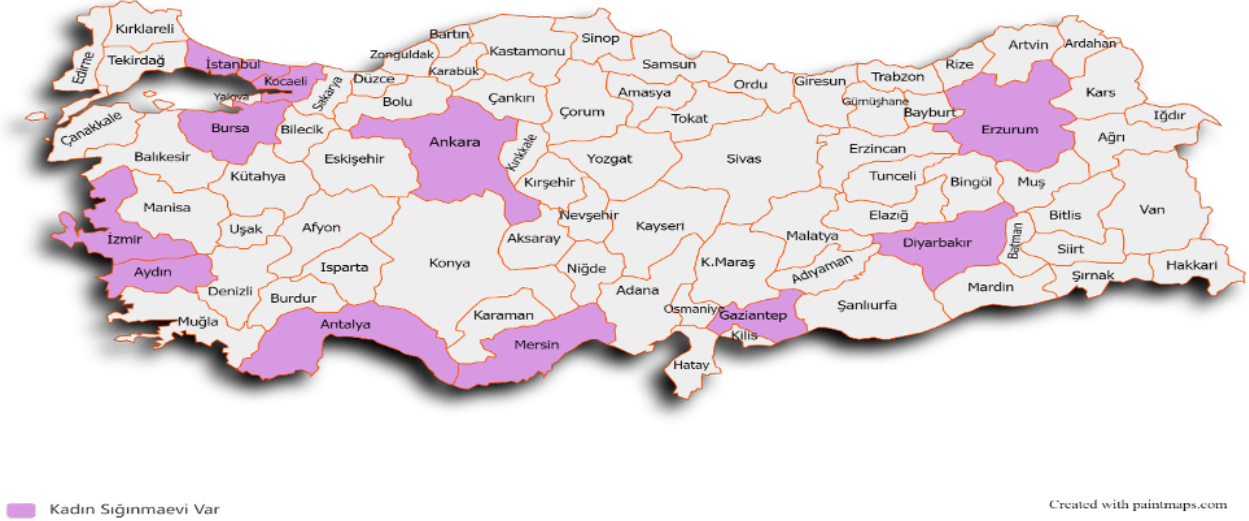 Kırklareli
Edirne
Tekirdağ
İstanbul
Kocaeli
Yalova
Sakarya
Düzce
Zonguldak
Bartın
Karabük
Kastamonu
Sinop
Samsun
Bolu
Çankırı
Çorum
Amasya
Ordu
Giresun
Trabzon
Rize
Artvin
Ardahan
Kars
Iğdır
Çanakkale
Balıkesir
Bursa
Bilecik
Eskişehir
Kütahya
Ankara
Kırıkkale
Kırşehir
Yozgat
Tokat
Sivas
Gümüşhane
Bayburt
Erzincan
Erzurum
Ağrı
Tunceli
Bingöl
Muş
Manisa
İzmir
Uşak
Afyon
Aydın
Denizli
Isparta
Burdur
Muğla
Antalya
Konya
Aksaray
Nevşehir
Kayseri
Niğde
Karaman
Mersin
Adana
Osmaniye
K.Maraş
Malatya
Elazığ
Adıyaman
Gaziantep
Kilis
Hatay
Şanlıurfa
Diyarbakır
Batman
Mardin
Bitlis
Siirt
Şırnak
Van
Hakkari
Kadın Sığınmaevi Var
Created with paintmaps.com